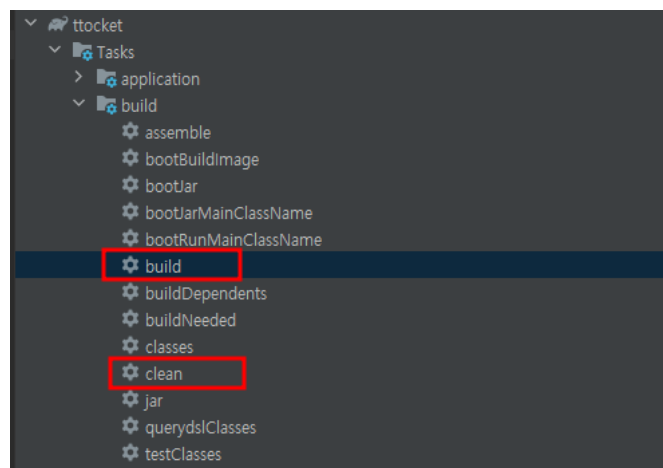 ttocket
Tasks
application
build
assemble
bootBuildImage
bootJar
bootJarMainClassName
bootRunMainClassName
build
buildDependents
buildNeeded
classes
clean
jar
querydslClasses
testClasses